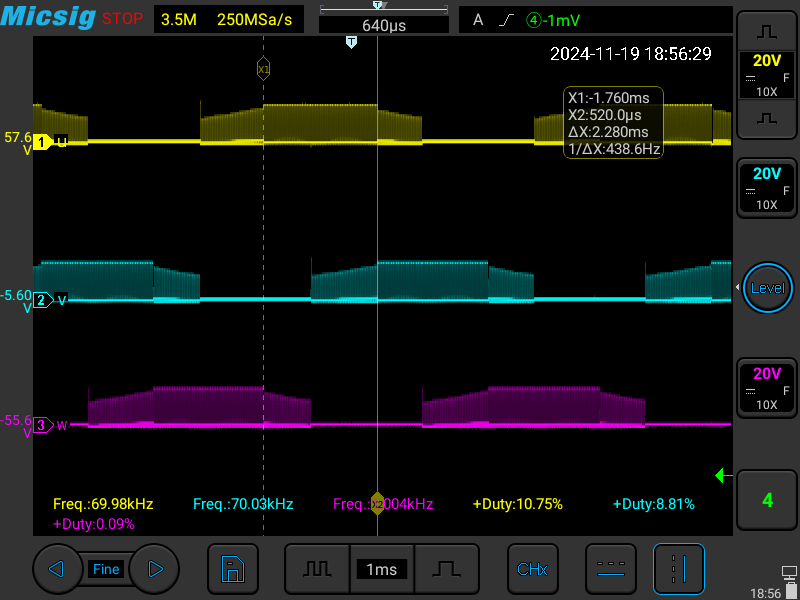 Micsig STOP 3.5M 250MSa/s 640μs A 4 -1mV
T
T
2024-11-19 18:56:29
X1
X1:-1.760ms
X2:520.0μs
ΔX:2.280ms
1/ΔX:438.6Hz
57.6
V
1
20V
F
10X
20V
F
10X
-5.60
V
2 V
Level
20V
F
10X
-55.6
V
3 W
Freq.:69.98kHz Freq.:70.03kHz Freq.: 004kHz +Duty:10.75% +Duty:8.81%
X2
+Duty:0.09%
4
Fine 1ms CHx
18:56